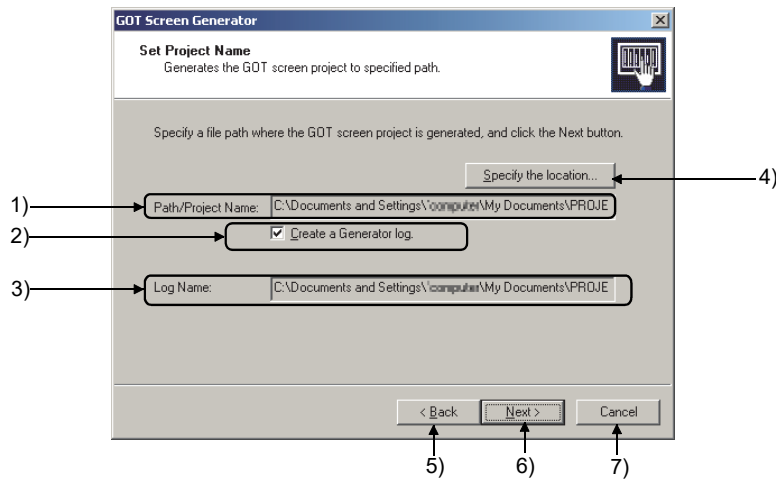 GOT Screen Generator
Set Project Name
Generates the GOT screen project to specified path.
Specify a file path where the GOT screen project is generated, and click the Next button.
Specify the location...
4)
1)
Path/Project Name: C:\Documents and Settings\ \My Documents\PROJE
2)
Create a Generator log.
3)
Log Name: C:\Documents and Settings\ \My Documents\PROJE
< Back
Next >
Cancel
5)
6)
7)